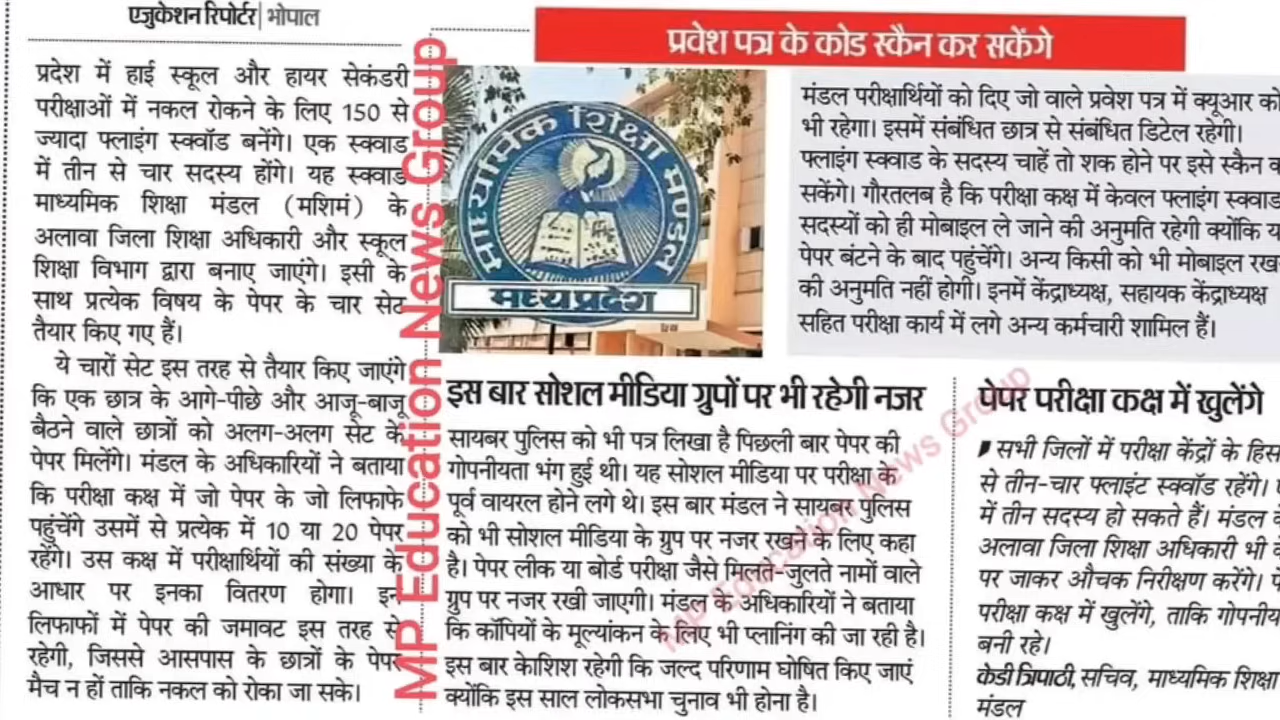 एजुकेशन रिपोर्टर| भोपाल
प्रदेश में हाई स्कूल और हायर सेकंडरी
परीक्षाओं में नकल रोकने के लिए 150 से
ज्यादा फ्लाइंग स्क्वॉड बनेंगे। एक स्क्वाड
में तीन से चार सदस्य होंगे। यह स्क्वाड
माध्यमिक शिक्षा मंडल (मशिमं) के
अलावा जिला शिक्षा अधिकारी और स्कूल
शिक्षा विभाग द्वारा बनाए जाएंगे। इसी के
साथ प्रत्येक विषय के पेपर के चार सेट
तैयार किए गए हैं।
ये चारों सेट इस तरह से तैयार किए जाएंगे
कि एक छात्र के आगे-पीछे और आजू-बाजू
बैठने वाले छात्रों को अलग-अलग सेट के
पेपर मिलेंगे। मंडल के अधिकारियों ने बताया
कि परीक्षा कक्ष में जो पेपर के जो लिफाफे
पहुंचेंगे उसमें से प्रत्येक में 10 या 20 पेपर
रहेंगे। उस कक्ष में परीक्षार्थियों की संख्या के
आधार पर इनका वितरण होगा। इन
लिफाफों में पेपर की जमावट इस तरह से
रहेगी, जिससे आसपास के छात्रों के पेपर
मैच न हों ताकि नकल को रोका जा सके।
MP Education News Group
प्रवेश पत्र के कोड स्कैन कर सकेंगे
माध्यमिक शिक्षा मण्डल
मध्यप्रदेश
मंडल परीक्षार्थियों को दिए जो वाले प्रवेश पत्र में क्यूआर को
भी रहेगा। इसमें संबंधित छात्र से संबंधित डिटेल रहेगी।
फ्लाइंग स्क्वाड के सदस्य चाहें तो शक होने पर इसे स्कैन
सकेंगे। गौरतलब है कि परीक्षा कक्ष में केवल फ्लाइंग स्क्वाड
सदस्यों को ही मोबाइल ले जाने की अनुमति रहेगी क्योंकि य
पेपर बंटने के बाद पहुंचेंगे। अन्य किसी को भी मोबाइल रख
की अनुमति नहीं होगी। इनमें केंद्राध्यक्ष, सहायक केंद्राध्यक्ष
सहित परीक्षा कार्य में लगे अन्य कर्मचारी शामिल हैं।
इस बार सोशल मीडिया ग्रुपों पर भी रहेगी नजर
सायबर पुलिस को भी पत्र लिखा है पिछली बार पेपर की
गोपनीयता भंग हुई थी। यह सोशल मीडिया पर परीक्षा के
पूर्व वायरल होने लगे थे। इस बार मंडल ने सायबर पुलिस
को भी सोशल मीडिया के ग्रुप पर नजर रखने के लिए कहा
है। पेपर लीक या बोर्ड परीक्षा जैसे मिलते-जुलते नामों वाले
ग्रुप पर नजर रखी जाएगी। मंडल के अधिकारियों ने बताया
कि कॉपियों के मूल्यांकन के लिए भी प्लानिंग की जा रही है।
इस बार कोशिश रहेगी कि जल्द परिणाम घोषित किए जाएं
क्योंकि इस साल लोकसभा चुनाव भी होना है।
MP Education News Group
पेपर परीक्षा कक्ष में खुलेंगे
सभी जिलों में परीक्षा केंद्रों के हिस
से तीन-चार फ्लाइंट स्क्वॉड रहेंगे।
में तीन सदस्य हो सकते हैं। मंडल
अलावा जिला शिक्षा अधिकारी भी
पर जाकर औचक निरीक्षण करेंगे।
परीक्षा कक्ष में खुलेंगे, ताकि गोपनीय
बनी रहे।
केडी त्रिपाठी, सचिव, माध्यमिक शिक्षा
मंडल